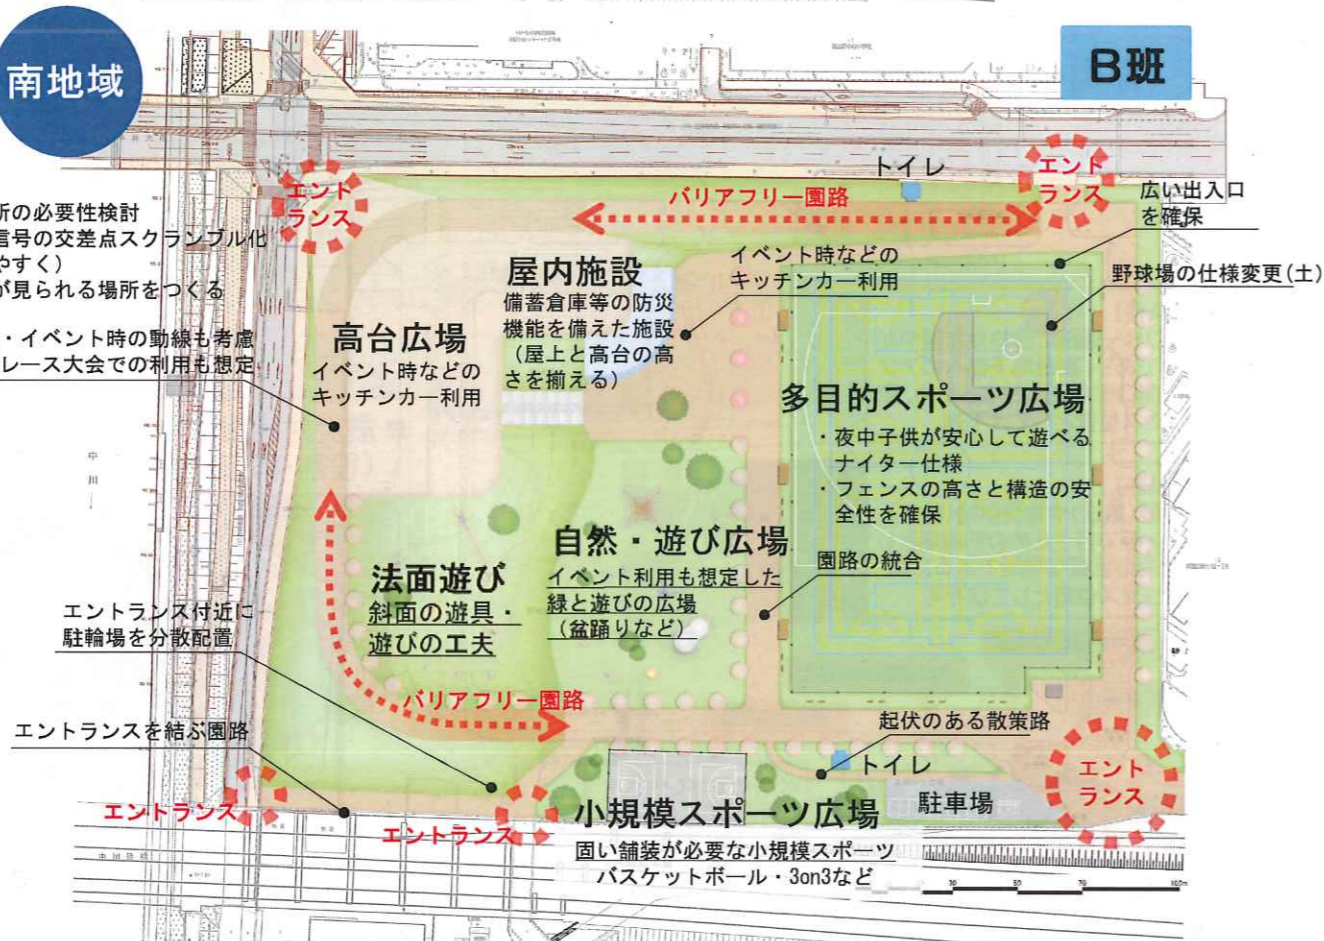 南地域
B班
トイレ
エント
ランス
エント
ランス
バリアフリー園路
広い出入口
を確保
所の必要性検討
信号の交差点スクランブル化
やすく)
が見られる場所をつくる
・イベント時の動線も考慮
レース大会での利用も想定
屋内施設
備蓄倉庫等の防災
機能を備えた施設
(屋上と高台の高
さを揃える)
イベント時などの
キッチンカー利用
野球場の仕様変更(土)
高台広場
イベント時などの
キッチンカー利用
多目的スポーツ広場
・夜中子供が安心して遊べる
ナイター仕様
・フェンスの高さと構造の安
全性を確保
中
川
自然・遊び広場
イベント利用も想定した
緑と遊びの広場
(盆踊りなど)
園路の統合
法面遊び
斜面の遊具・
遊びの工夫
エントランス付近に
駐輪場を分散配置
バリアフリー園路
エントランスを結ぶ園路
起伏のある散策路
トイレ
エント
ランス
駐車場
エントランス
エントランス
小規模スポーツ広場
固い舗装が必要な小規模スポーツ
バスケットボール・3on3など